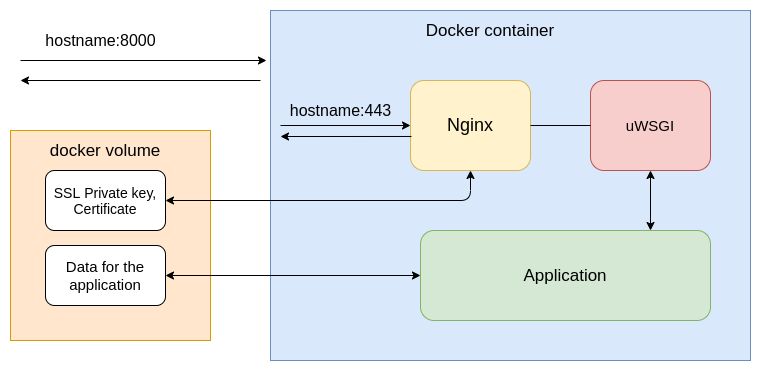 Docker container
hostname:8000
hostname:443
Nginx
uWSGI
docker volume
SSL Private key,
Certificate
Data for the
application
Application